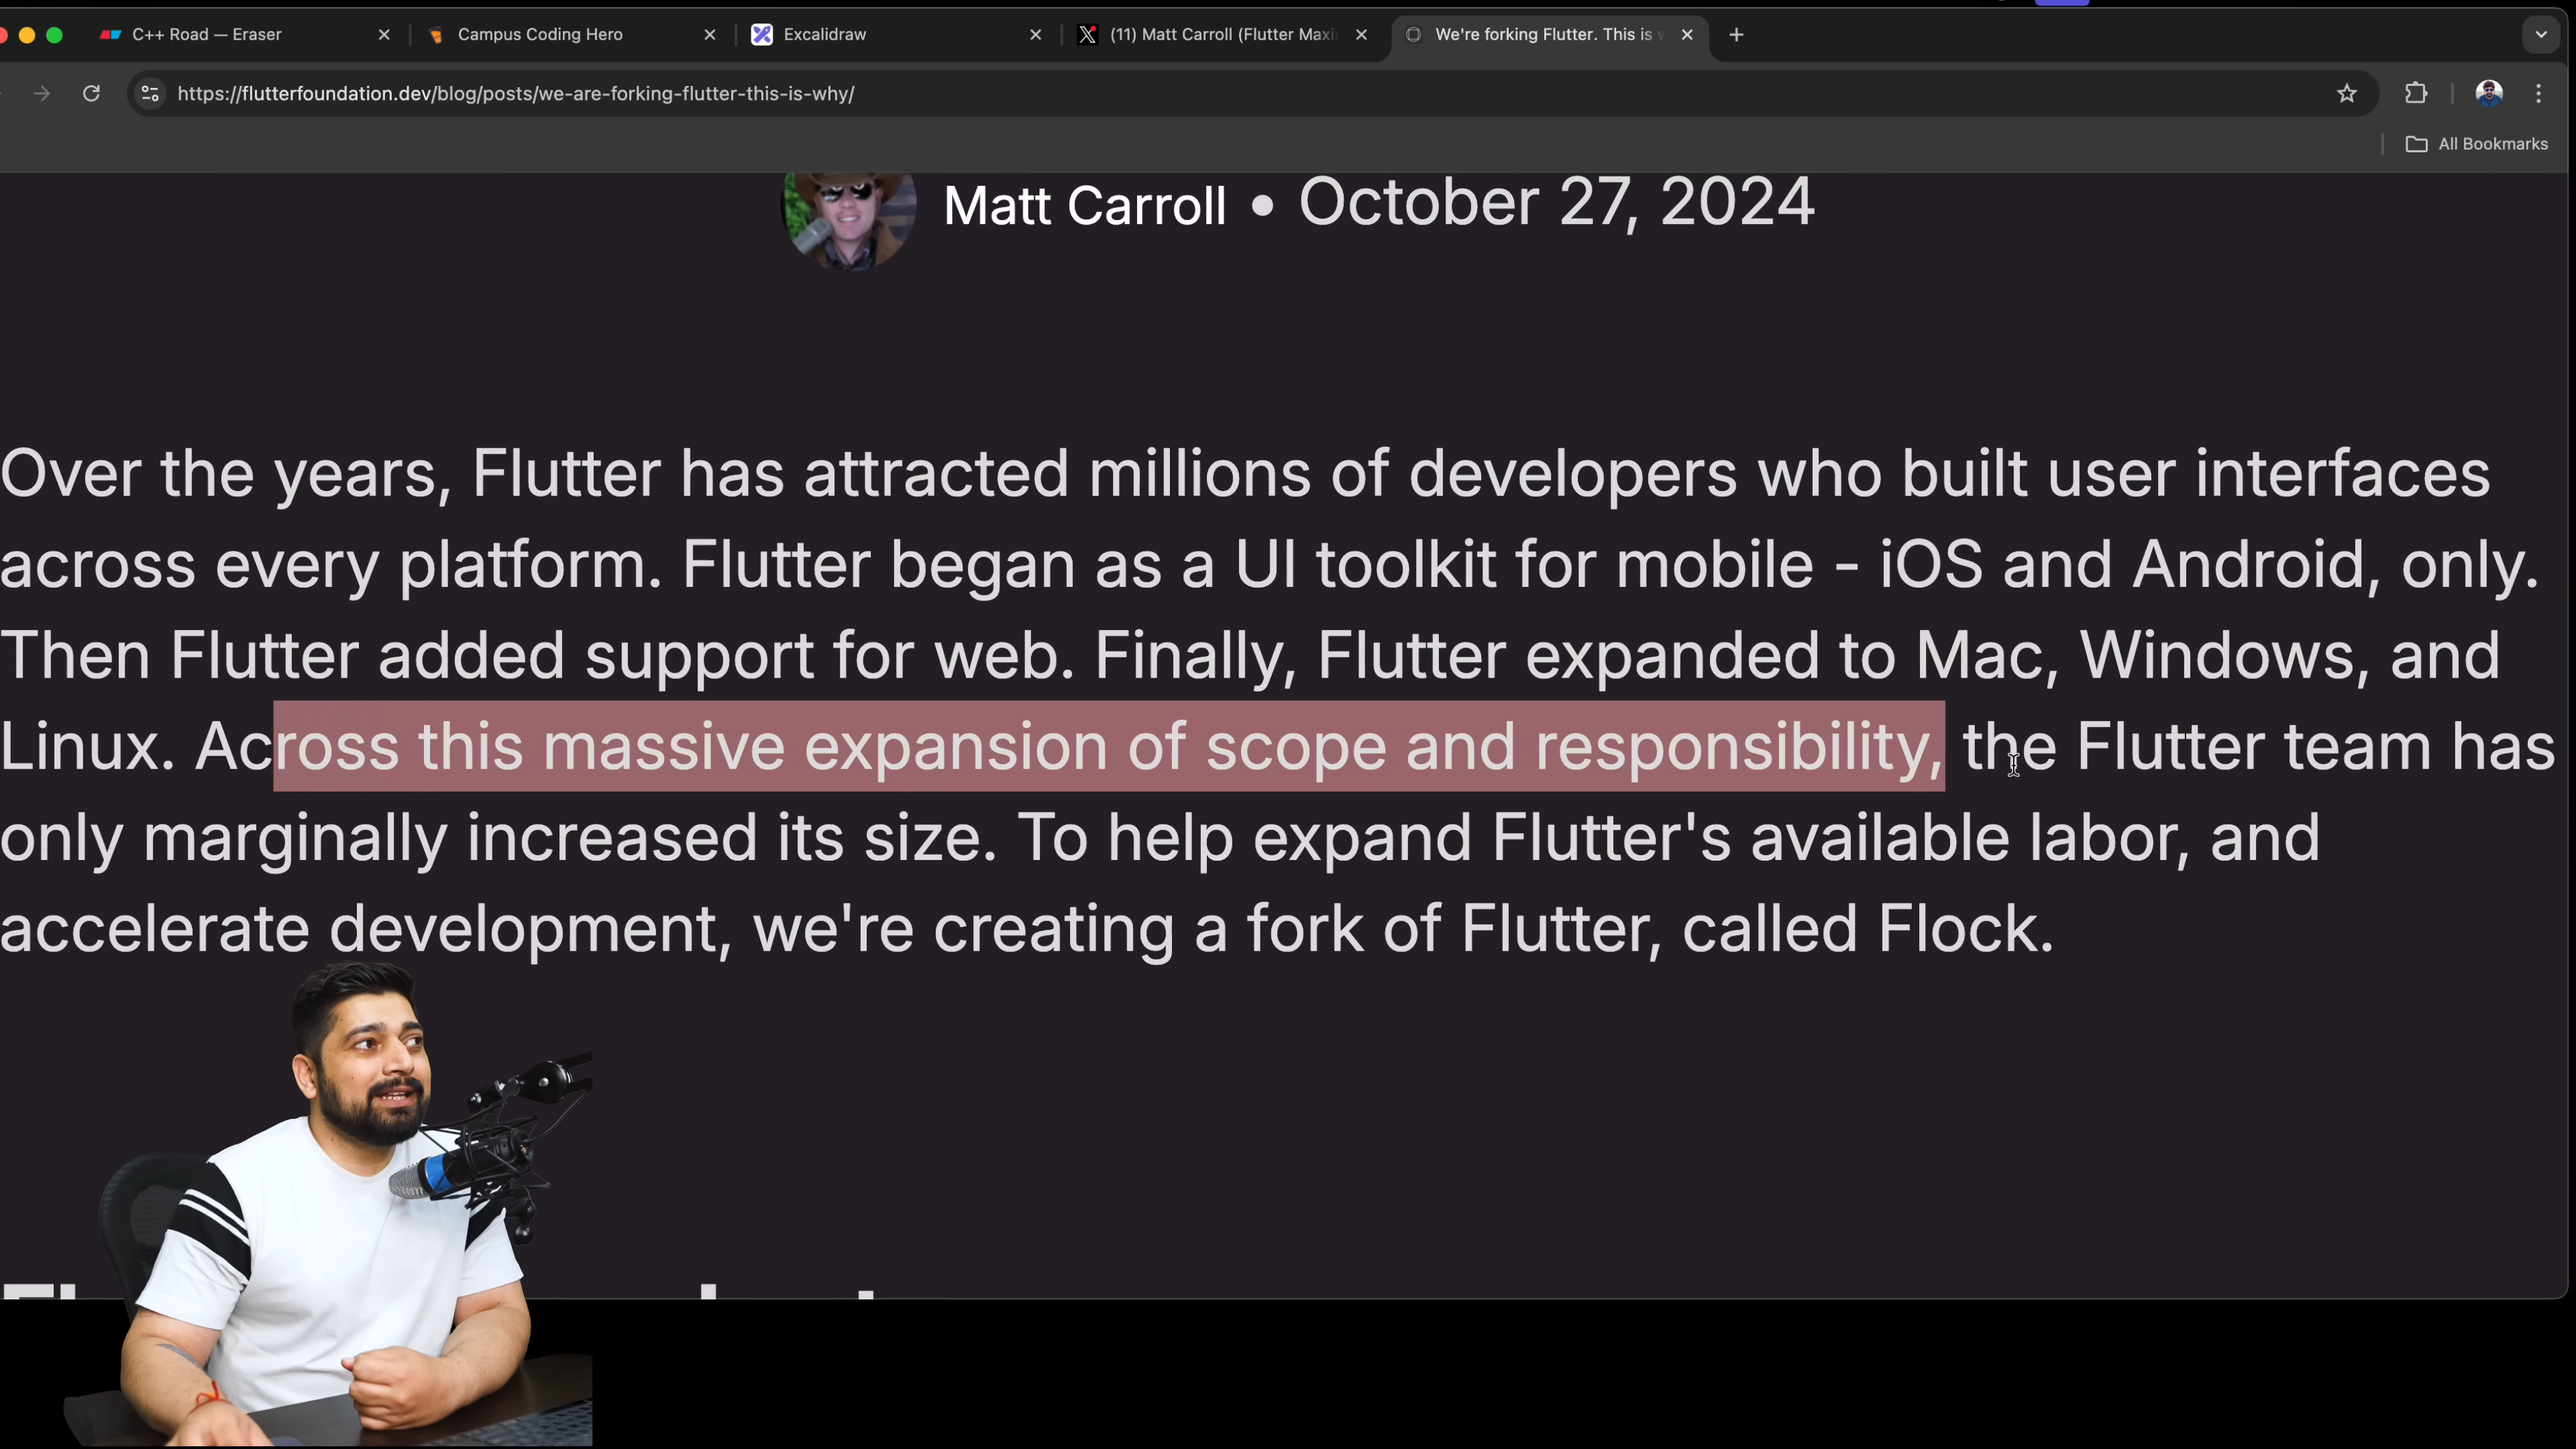 C++ Road — Eraser
Campus Coding Hero
Excalidraw
(11) Matt Carroll (Flutter Maxi
We're forking Flutter. This is
https://flutterfoundation.dev/blog/posts/we-are-forking-flutter-this-is-why/
All Bookmarks
Matt Carroll • October 27, 2024
Over the years, Flutter has attracted millions of developers who built user interfaces
across every platform. Flutter began as a UI toolkit for mobile - iOS and Android, only.
Then Flutter added support for web. Finally, Flutter expanded to Mac, Windows, and
Linux. Across this massive expansion of scope and responsibility, the Flutter team has
only marginally increased its size. To help expand Flutter's available labor, and
accelerate development, we're creating a fork of Flutter, called Flock.